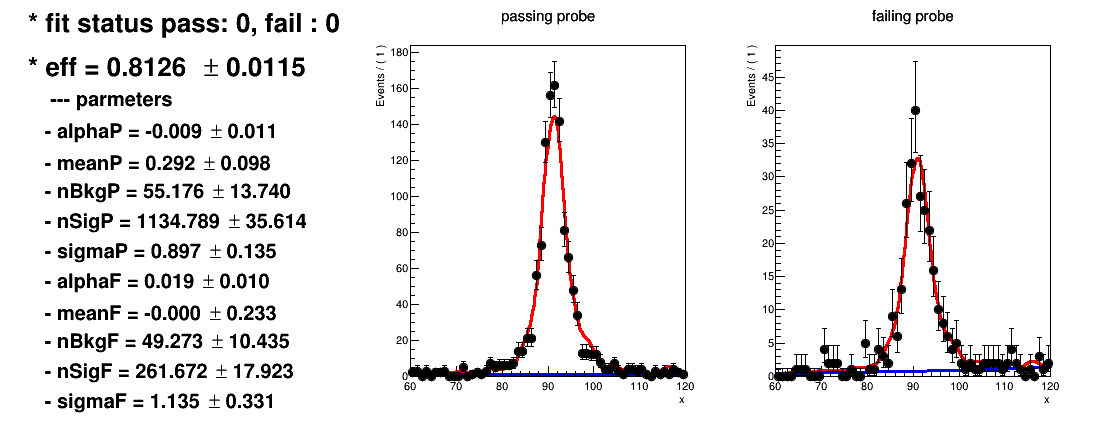 * fit status pass: 0, fail : 0
* eff = 0.8126 ± 0.0115
--- parmeters
- alphaP = -0.009 ± 0.011
- meanP = 0.292 ± 0.098
- nBkgP = 55.176 ± 13.740
- nSigP = 1134.789 ± 35.614
- sigmaP = 0.897 ± 0.135
- alphaF = 0.019 ± 0.010
- meanF = -0.000 ± 0.233
- nBkgF = 49.273 ± 10.435
- nSigF = 261.672 ± 17.923
- sigmaF = 1.135 ± 0.331
passing probe
Events / ( 1 )
180
160
140
120
100
80
60
40
20
0
60 70 80 90 100 110 120
x
failing probe
Events / ( 1 )
45
40
35
30
25
20
15
10
5
0
60 70 80 90 100 110 120
x